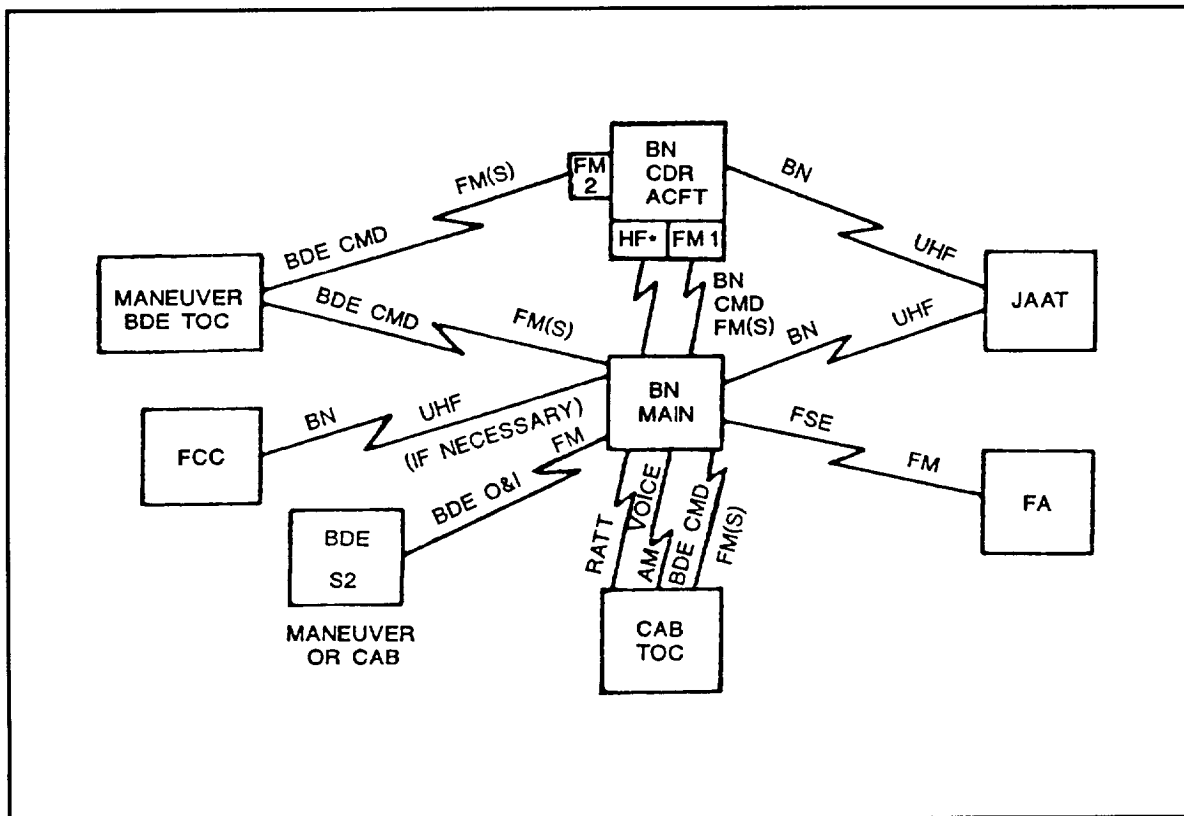 BN
CDR
ACFT
FM
2
HF*
FM 1
FM(S)
BDE CMD
BN
UHF
MANEUVER
BDE TOC
BDE CMD
FM(S)
BN
CMD
FM(S)
JAAT
BN
UHF
BN
MAIN
BN
UHF
(IF NECESSARY)
FCC
FSE
FM
FA
BDE O&I
FM
BDE
S2
MANEUVER
OR CAB
RATT
VOICE
AM
BDE CMD
FM(S)
CAB
TOC